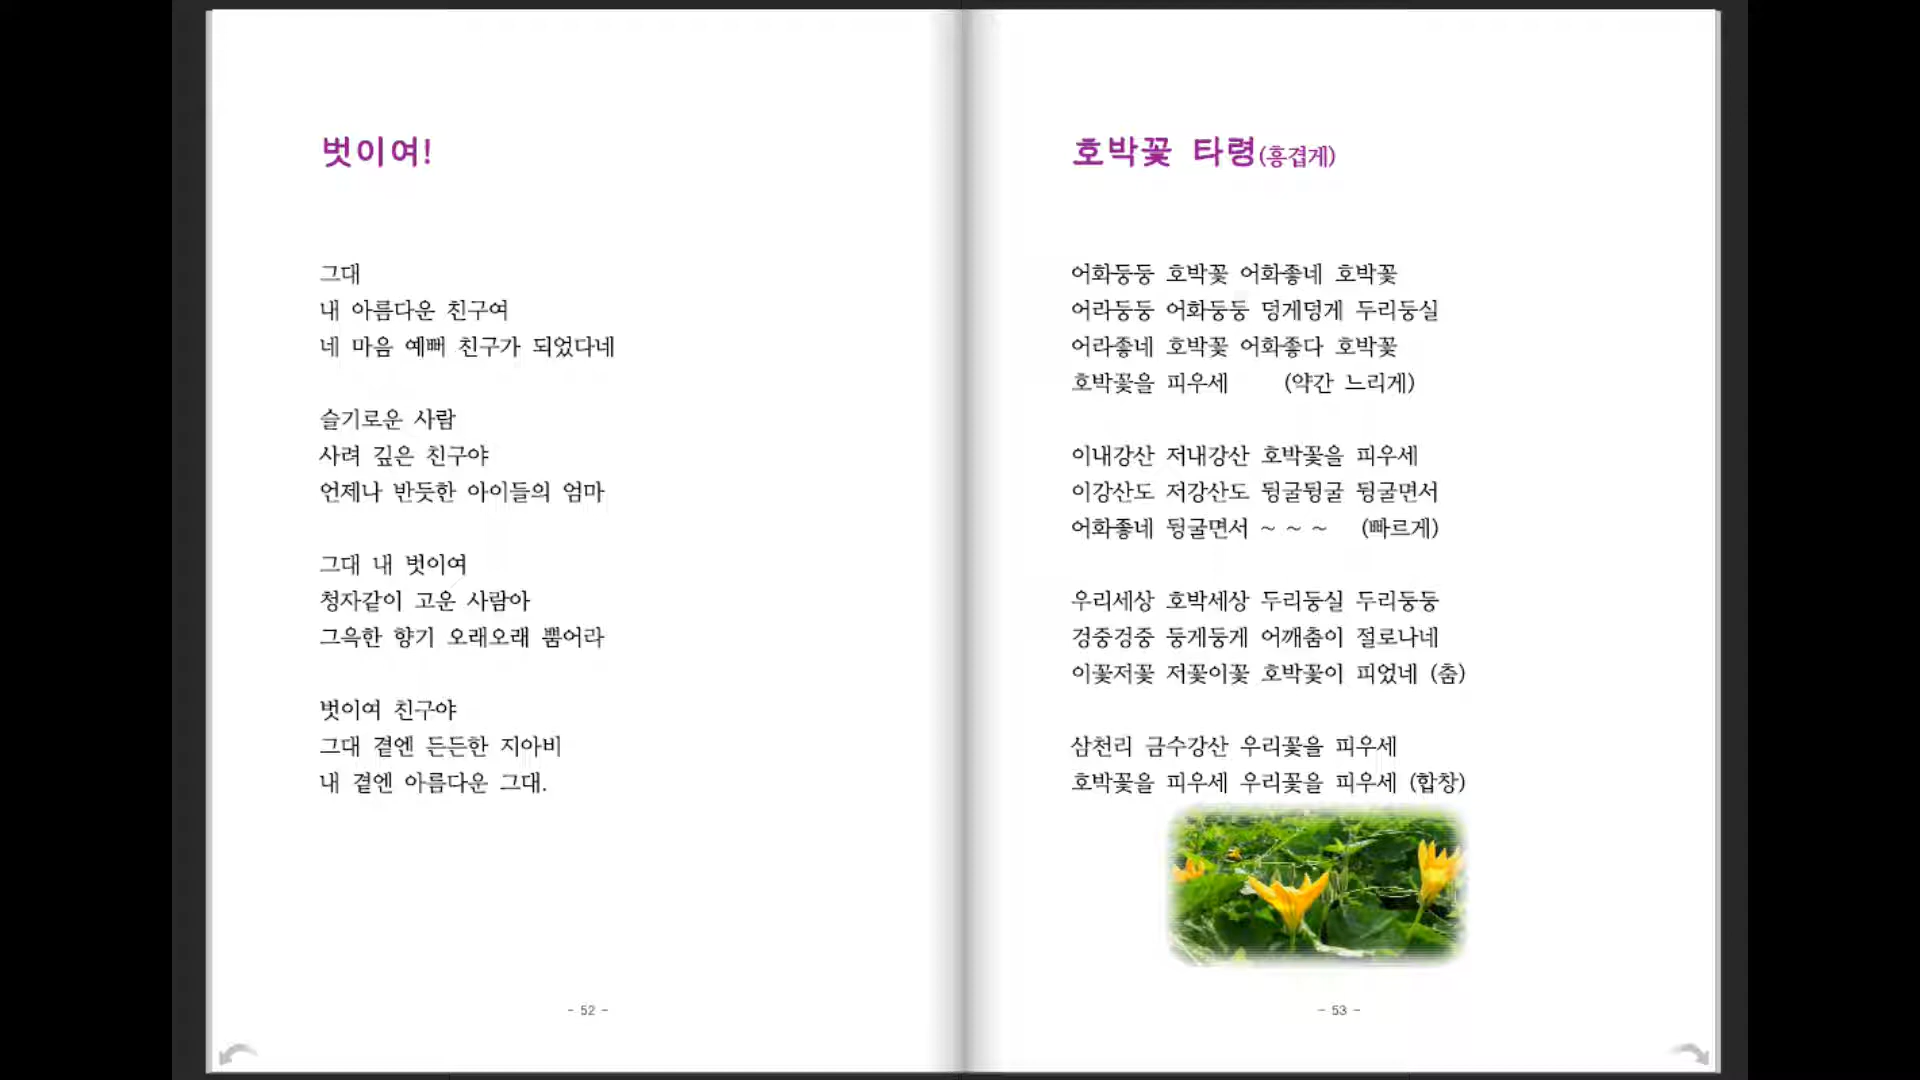 벗이여!
그대
내 아름다운 친구여
네 마음 예뻐 친구가 되었다네
슬기로운 사람
사려 깊은 친구야
언제나 반듯한 아이들의 엄마
그대 내 벗이여
청자같이 고운 사람아
그윽한 향기 오래오래 뿜어라
벗이여 친구야
그대 곁엔 든든한 지아비
내 곁엔 아름다운 그대.
- 52 -
호박꽃 타령(흥겹게)
어화둥둥 호박꽃 어화좋네 호박꽃
어라둥둥 어화둥둥 덩게덩게 두리둥실
어라좋네 호박꽃 어화좋다 호박꽃
호박꽃을 피우세 (약간 느리게)
이내강산 저내강산 호박꽃을 피우세
이강산도 저강산도 뒹굴뒹굴 뒹굴면서
어화좋네 뒹굴면서 ~ ~ ~ (빠르게)
우리세상 호박세상 두리둥실 두리둥둥
겅중겅중 둥게둥게 어깨춤이 절로나네
이꽃저꽃 저꽃이꽃 호박꽃이 피었네 (춤)
삼천리 금수강산 우리꽃을 피우세
호박꽃을 피우세 우리꽃을 피우세 (합창)
- 53 -